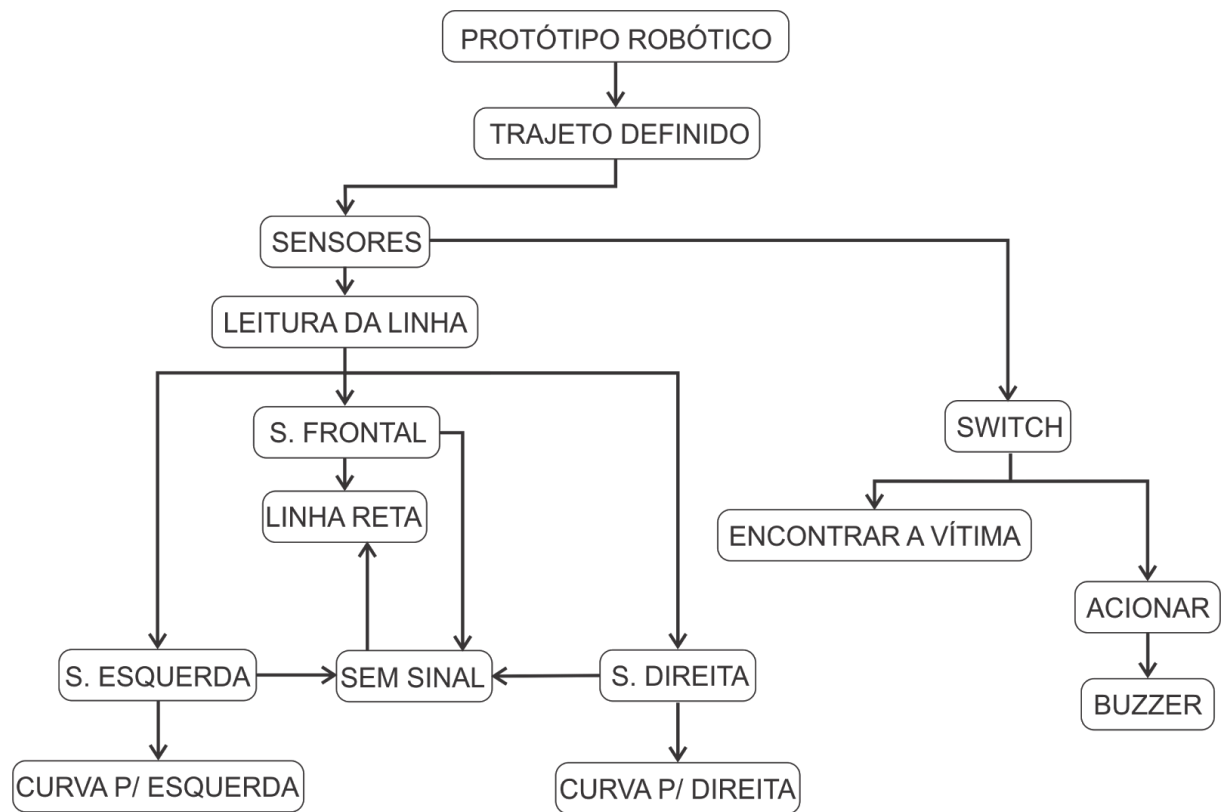 PROTÓTIPO ROBÓTICO
TRAJETO DEFINIDO
SENSORES
LEITURA DA LINHA
S. FRONTAL
SWITCH
LINHA RETA
ENCONTRAR A VÍTIMA
ACIONAR
S. ESQUERDA
SEM SINAL
S. DIREITA
BUZZER
CURVA P/ ESQUERDA
CURVA P/ DIREITA